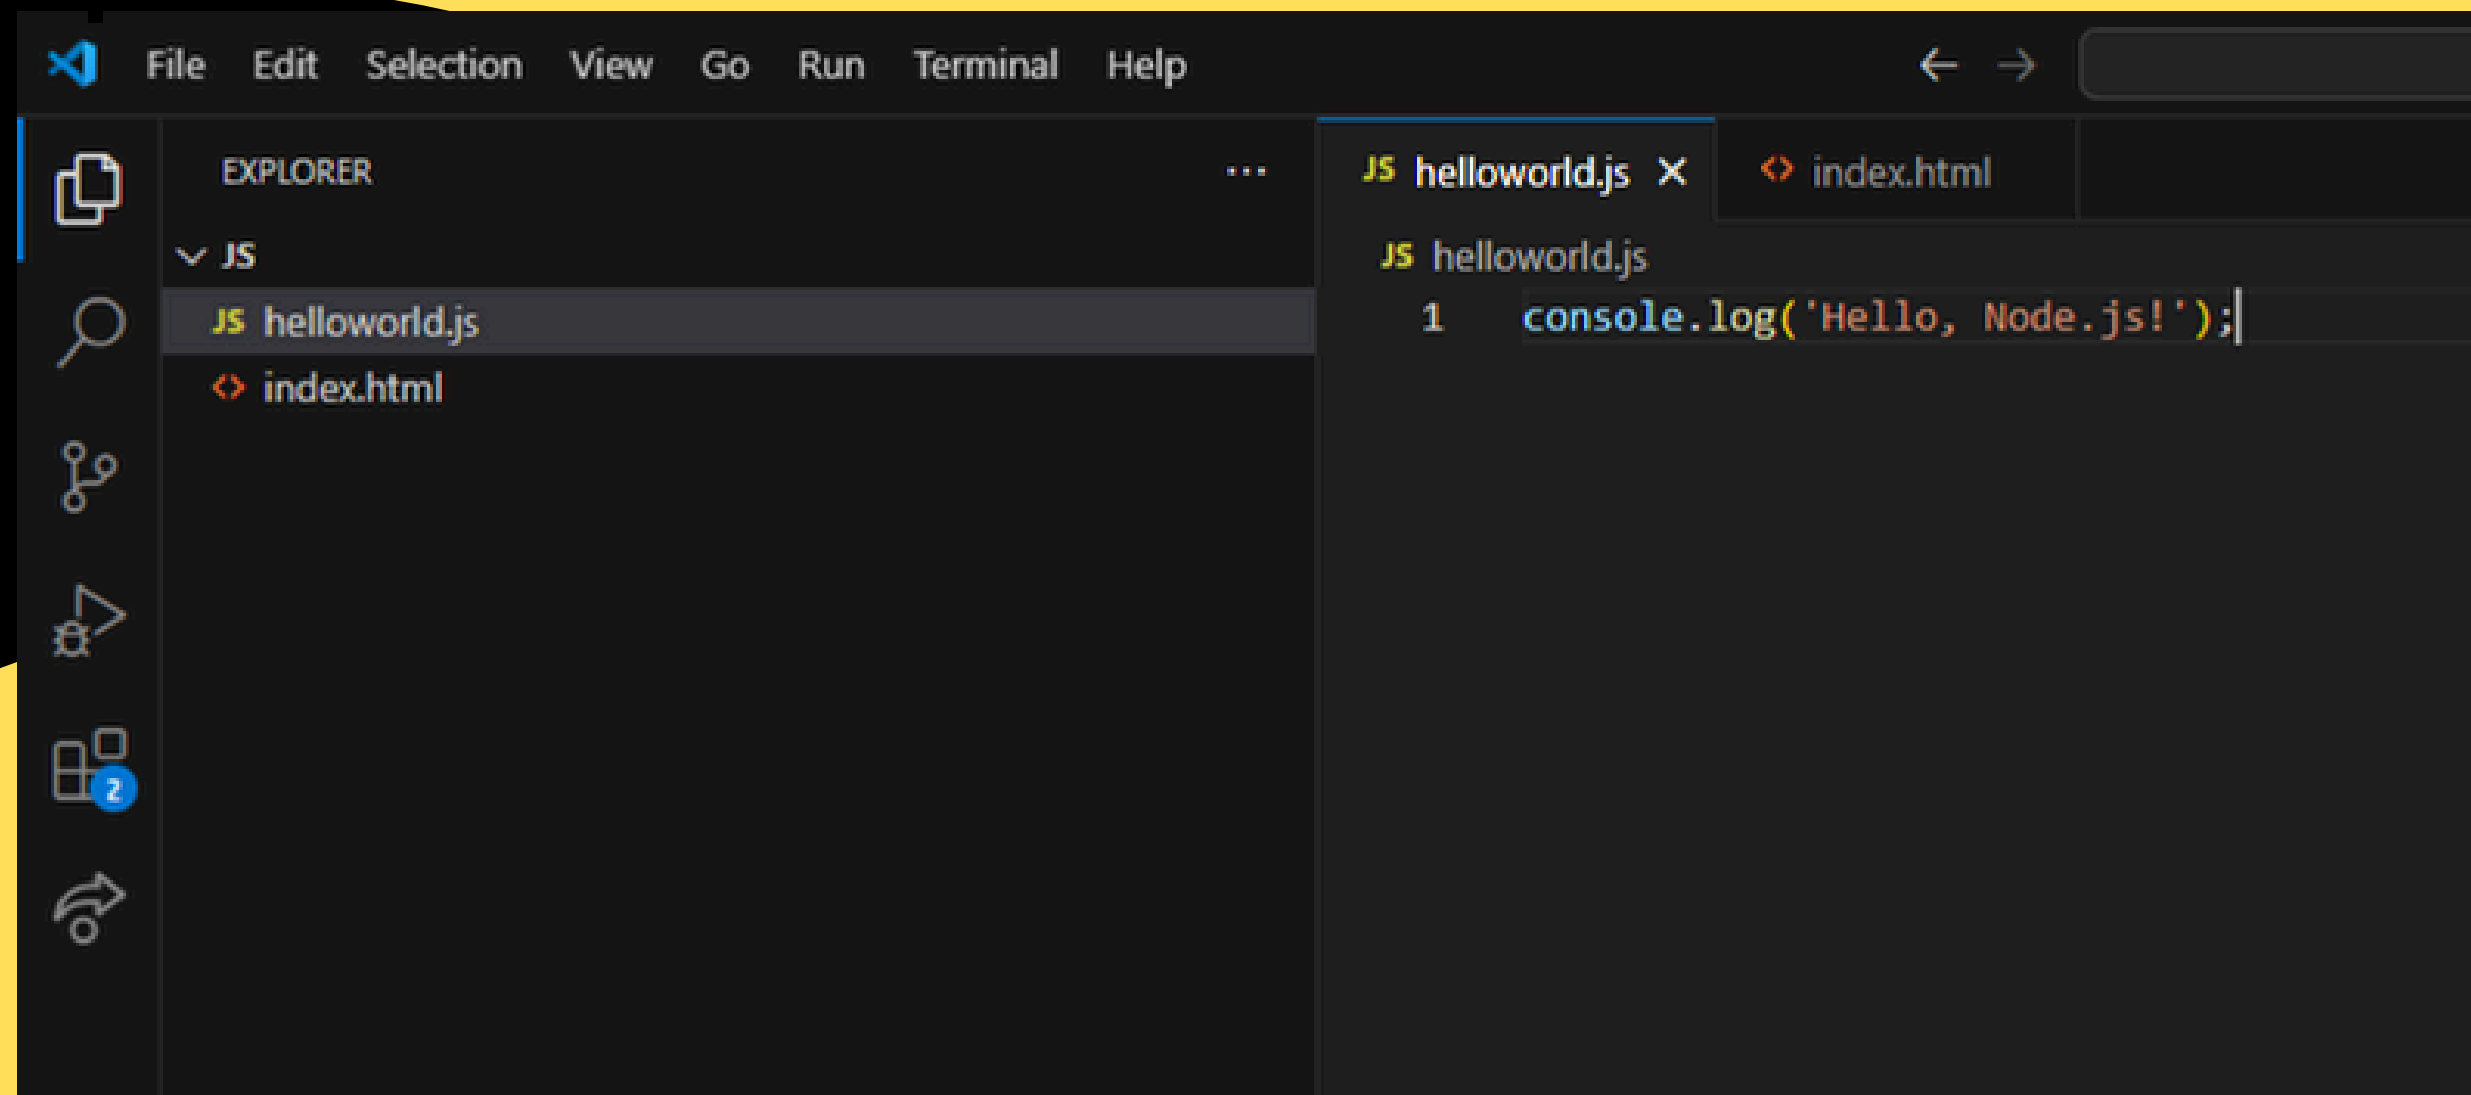 File Edit Selection View Go Run Terminal Help
EXPLORER ...
JS helloworld.js
index.html
JS
JS helloworld.js
JS helloworld.js
1 console.log('Hello, Node.js!');
index.html
2